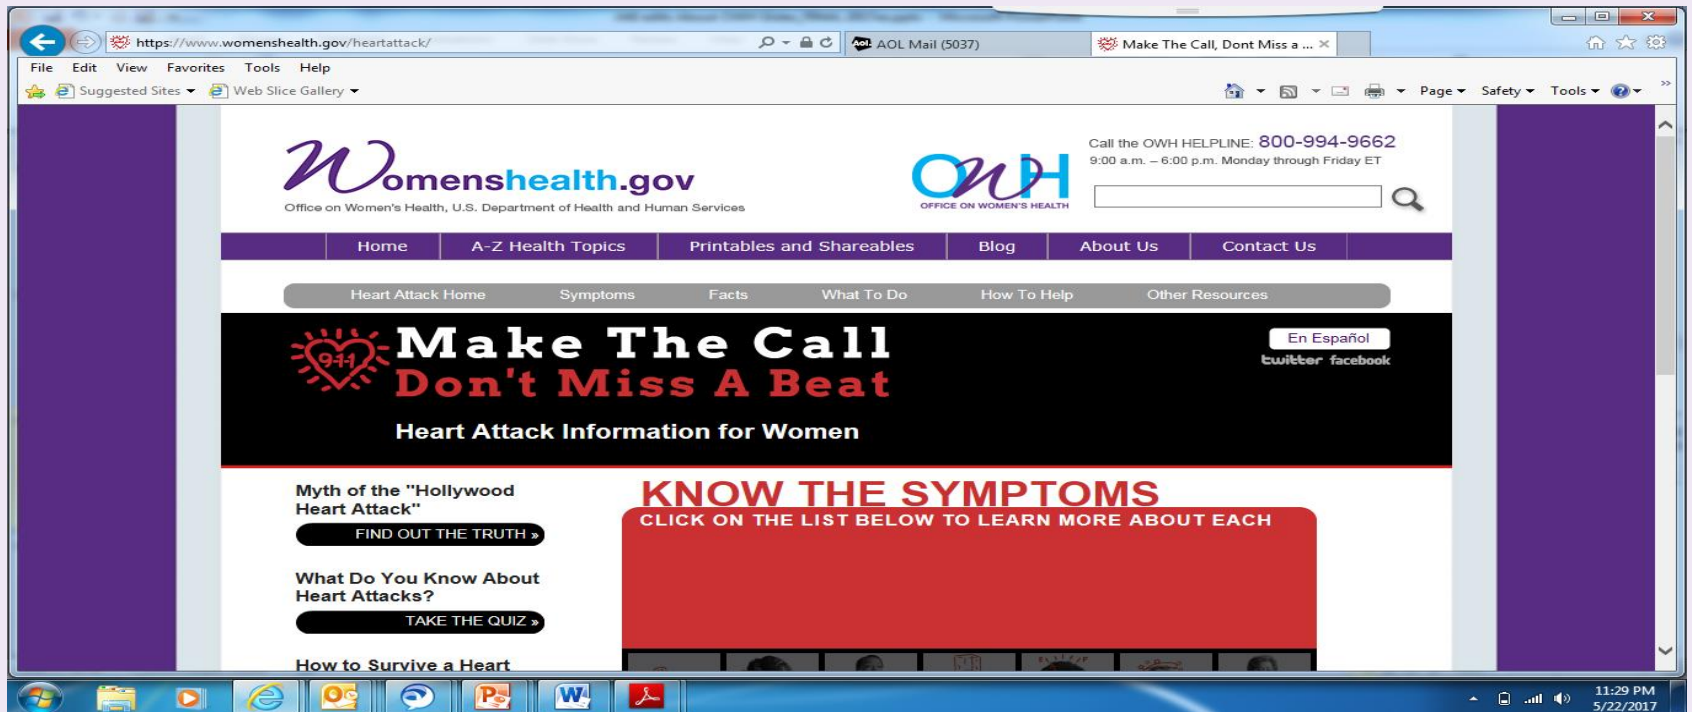 https://www.womenshealth.gov/heartattack/
AOL Mail (5037)
Make The Call, Dont Miss a ...
File Edit View Favorites Tools Help
Suggested Sites Web Slice Gallery
Page Safety Tools
Womenshealth.gov
Office on Women's Health, U.S. Department of Health and Human Services
OWH
OFFICE ON WOMEN'S HEALTH
Call the OWH HELPLINE: 800-994-9662
9:00 a.m. – 6:00 p.m. Monday through Friday ET
Home A-Z Health Topics Printables and Shareables Blog About Us Contact Us
Heart Attack Home Symptoms Facts What To Do How To Help Other Resources
9-1-1
Make The Call
Don't Miss A Beat
Heart Attack Information for Women
En Español
twitter facebook
Myth of the "Hollywood
Heart Attack"
FIND OUT THE TRUTH »
What Do You Know About
Heart Attacks?
TAKE THE QUIZ »
How to Survive a Heart
KNOW THE SYMPTOMS
CLICK ON THE LIST BELOW TO LEARN MORE ABOUT EACH
11:29 PM
5/22/2017